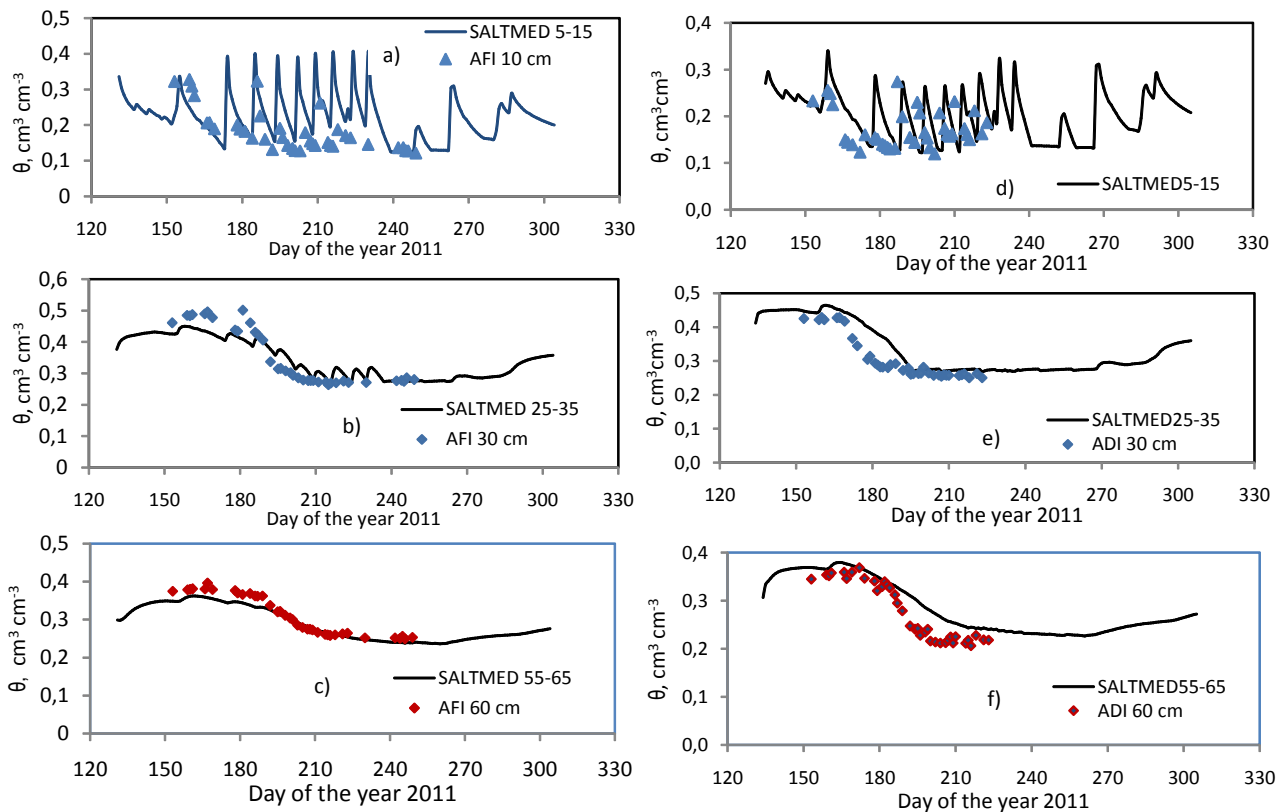 θ, cm³ cm³
0,5
0,4
0,3
0,2
0,1
0
a)
SALTMED 5-15
AFI 10 cm
120 150 180 210 240 270 300 330
Day of the year 2011
θ, cm³cm³
0,4
0,3
0,2
0,1
0,0
d)
SALTMED5-15
120 150 180 210 240 270 300 330
Day of the year 2011
θ, cm³ cm⁻³
0,6
0,5
0,4
0,3
0,2
0,1
0
b)
SALTMED 25-35
AFI 30 cm
120 150 180 210 240 270 300 330
Day of the year 2011
θ, cm³cm⁻³
0,5
0,4
0,3
0,2
0,1
0,0
e)
SALTMED25-35
ADI 30 cm
120 150 180 210 240 270 300 330
Day of the year 2011
θ, cm³ cm⁻³
0,5
0,4
0,3
0,2
0,1
0
c)
SALTMED 55-65
AFI 60 cm
120 150 180 210 240 270 300 330
Day of the year 2011
θ, cm³ cm⁻³
0,4
0,3
0,2
0,1
0,0
f)
SALTMED55-65
ADI 60 cm
120 150 180 210 240 270 300 330
Day of the year 2011